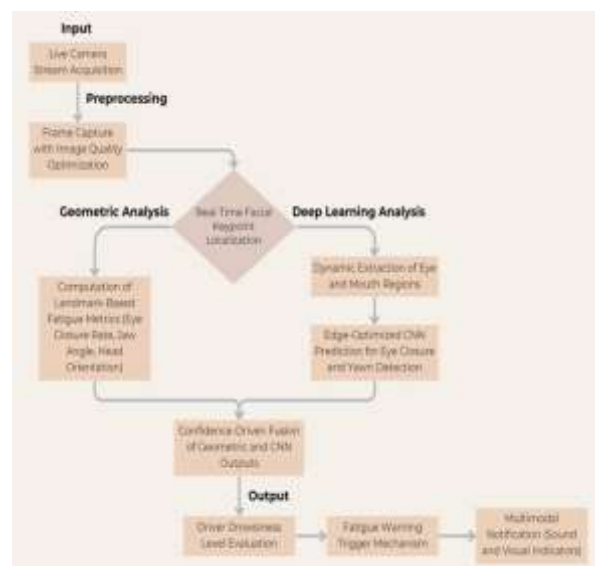 Input
Live Camera
Stream Acquisition
Preprocessing
Frame Capture
with Image Quality
Optimization
Geometric Analysis
Real-Time Facial
Keypoint
Localization
Deep Learning Analysis
Computation of
Landmark-Based
Fatigue Metrics (Eye
Closure Rate, Jaw
Angle, Head
Orientation)
Dynamic Extraction of Eye
and Mouth Regions
Edge-Optimized CNN
Prediction for Eye Closure
and Yawn Detection
Confidence-Driven Fusion
of Geometric and CNN
Outputs
Output
Driver Drowsiness
Level Evaluation
Fatigue Warning
Trigger Mechanism
Multimodal
Notification (Sound
and Visual Indicators)